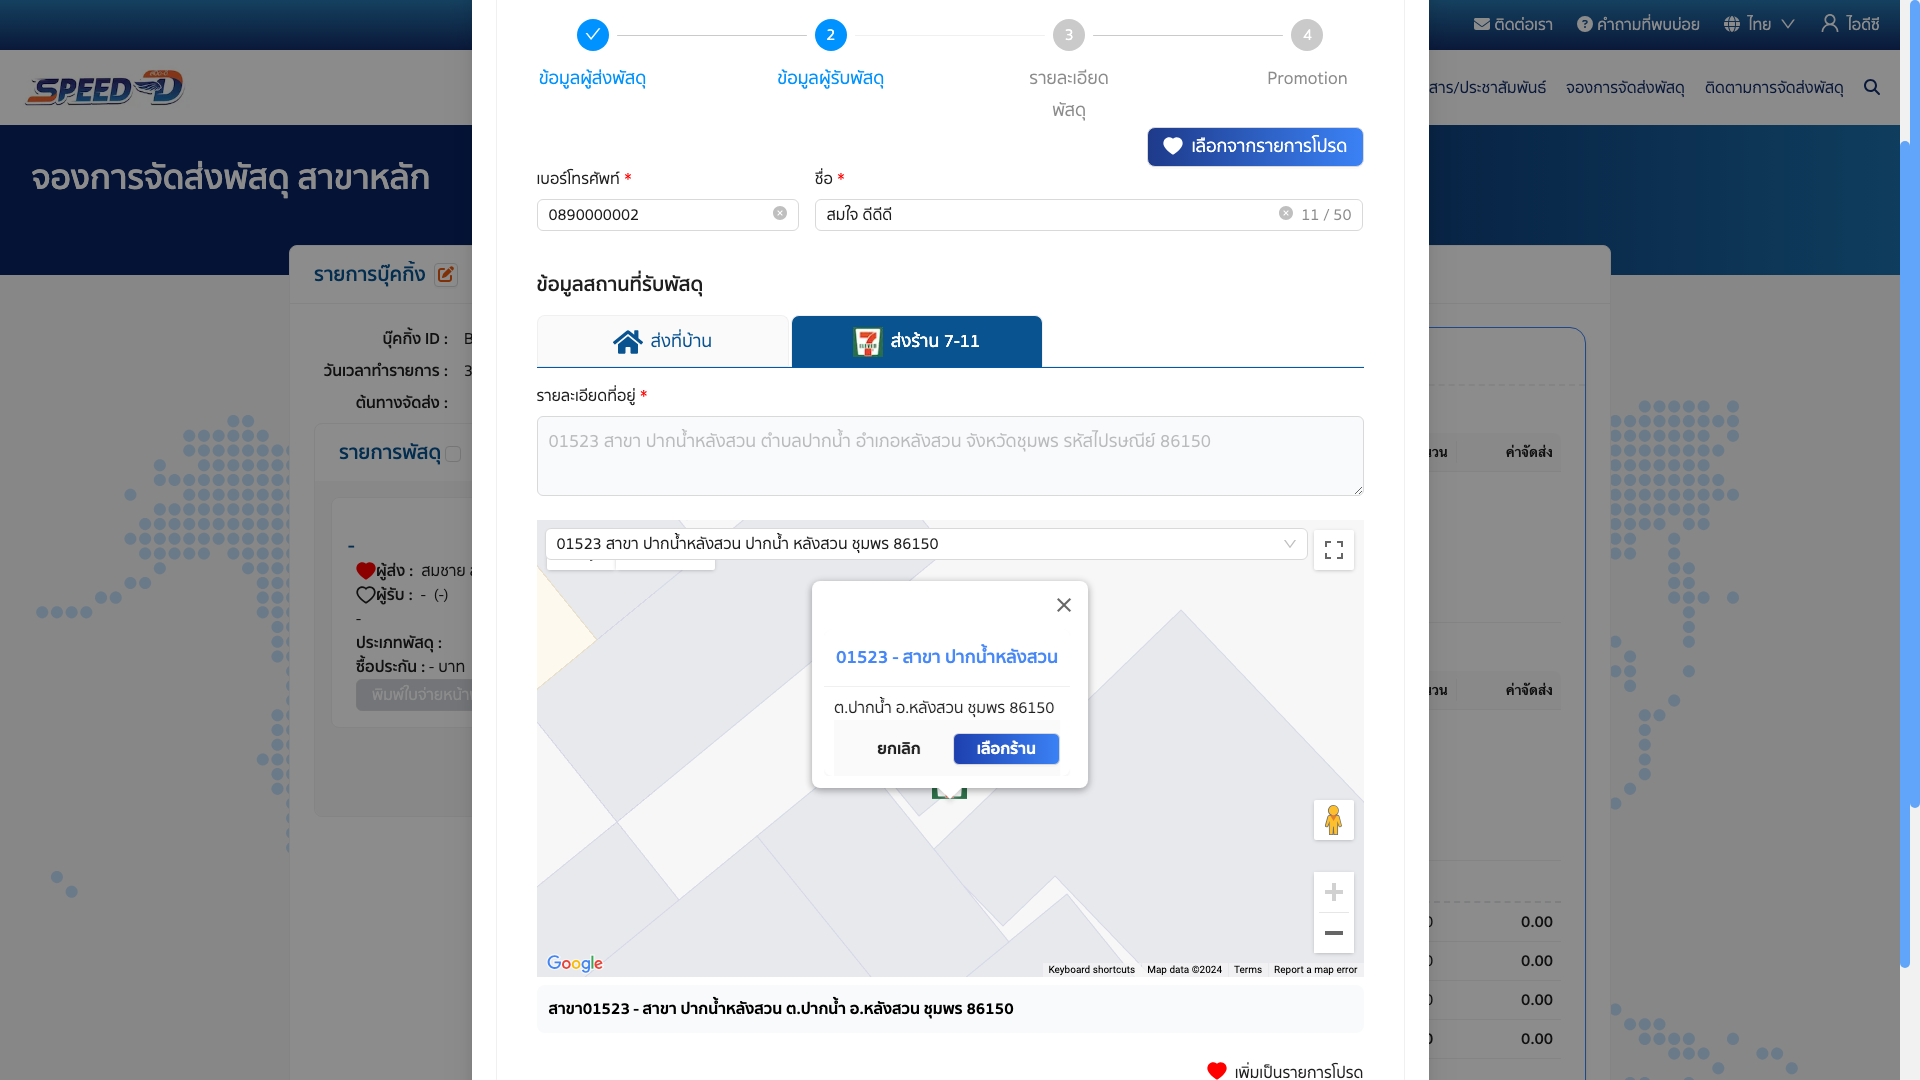 ติดต่อเรา
คำถามที่พบบ่อย
ไทย
ไอดีซี
2
3
4
ข้อมูลผู้ส่งพัสดุ
ข้อมูลผู้รับพัสดุ
รายละเอียด
พัสดุ
Promotion
SPEED D
สาร/ประชาสัมพันธ์
จองการจัดส่งพัสดุ
ติดตามการจัดส่งพัสดุ
เลือกจากรายการโปรด
จองการจัดส่งพัสดุ สาขาหลัก
เบอร์โทรศัพท์ *
ชื่อ *
0890000002
สมใจ ดีดีดี
11 / 50
รายการบุ๊คกิ้ง
ข้อมูลสถานที่รับพัสดุ
บุ๊คกิ้ง ID :
วันเวลาทำรายการ : 3
ต้นทางจัดส่ง :
ส่งที่บ้าน
ส่งร้าน 7-11
รายละเอียดที่อยู่ *
01523 สาขา ปากน้ำหลังสวน ตำบลปากน้ำ อำเภอหลังสวน จังหวัดชุมพร รหัสไปรษณีย์ 86150
รายการพัสดุ
ค่าจัดส่ง
01523 สาขา ปากน้ำหลังสวน ปากน้ำ หลังสวน ชุมพร 86150
-
ผู้ส่ง : สมชาย
ผู้รับ : - (-)
-
ประเภทพัสดุ :
ซื้อประกัน : - บาท
พิมพ์ใบจ่ายหน้า
01523 - สาขา ปากน้ำหลังสวน
ต.ปากน้ำ อ.หลังสวน ชุมพร 86150
ยกเลิก
เลือกร้าน
ค่าจัดส่ง
0.00
0.00
0.00
0.00
Google
Keyboard shortcuts
Map data ©2024
Terms
Report a map error
สาขา01523 - สาขา ปากน้ำหลังสวน ต.ปากน้ำ อ.หลังสวน ชุมพร 86150
เพิ่มเป็นรายการโปรด